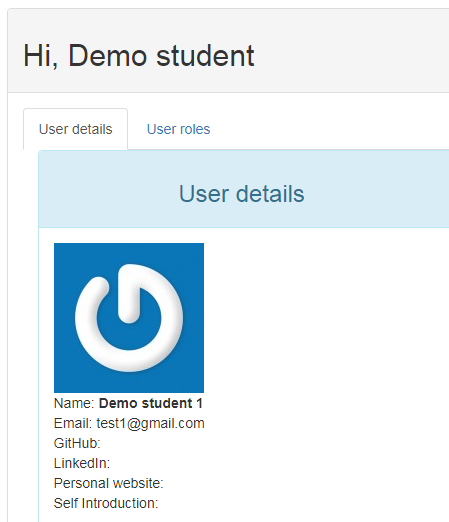 Hi, Demo student
User details
User roles
User details
Name: Demo student 1
Email: test1@gmail.com
GitHub:
LinkedIn:
Personal website:
Self Introduction: